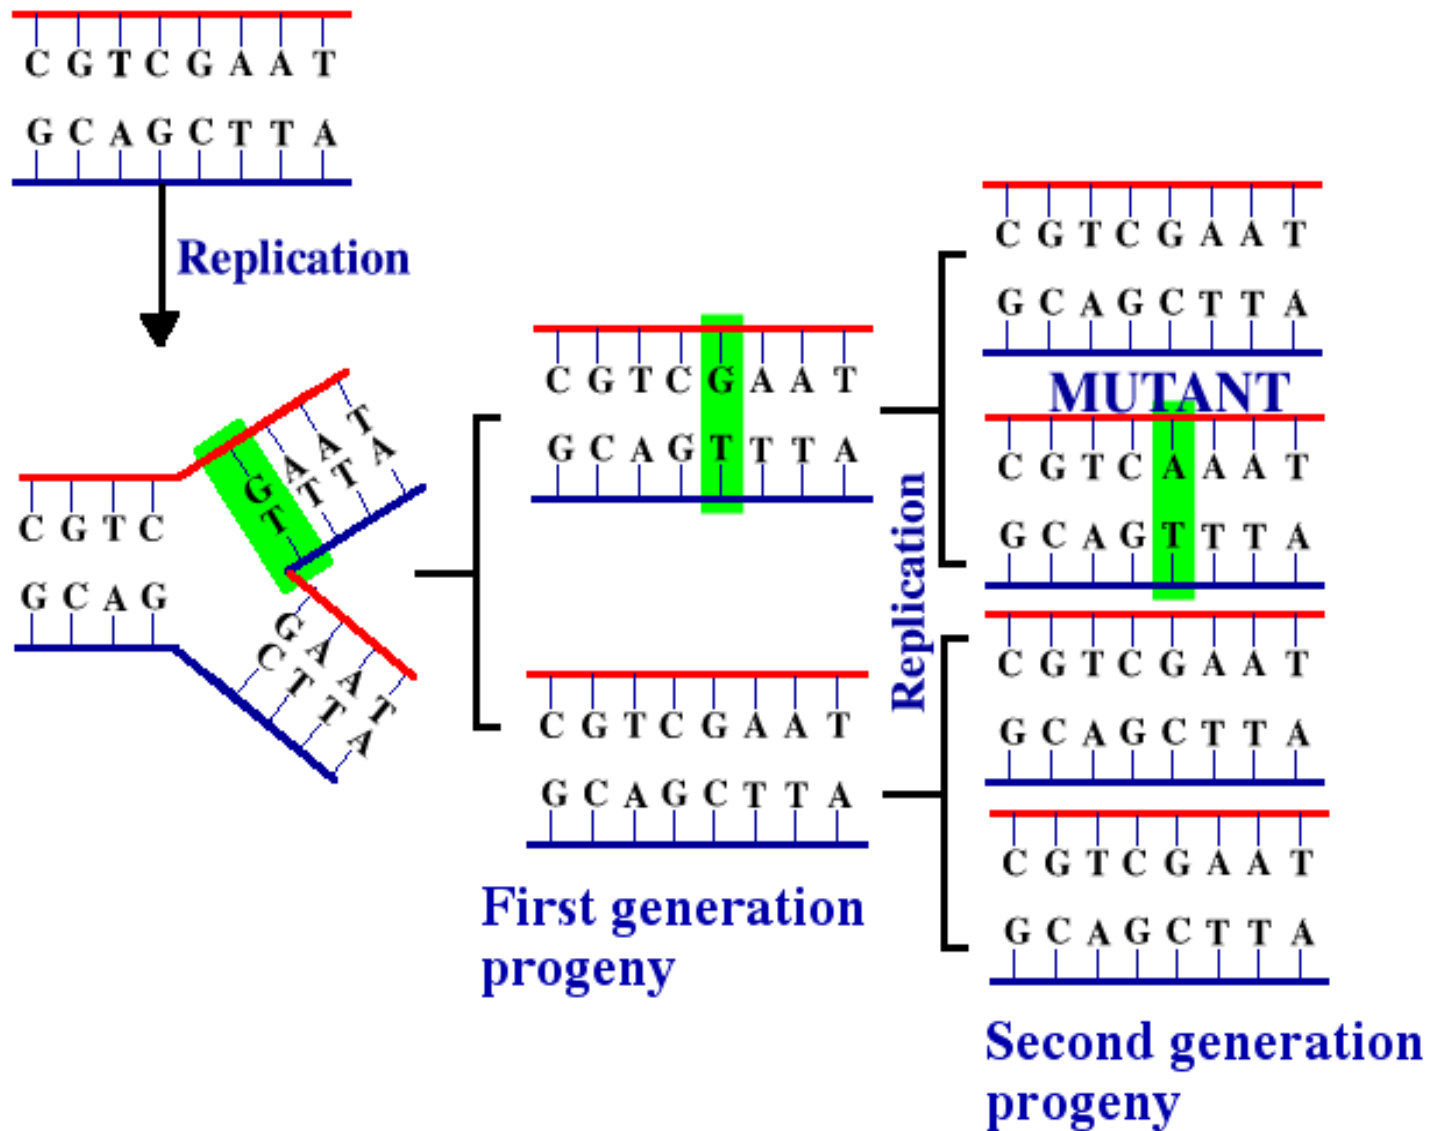 C G T C G A A T
G C A G C T T A
Replication
C G T C
G C A G
G A A T
T T T A
G A A T
C T T A
C G T C G A A T
G C A G T T T A
C G T C G A A T
G C A G C T T A
First generation
progeny
Replication
C G T C G A A T
G C A G C T T A
MUTANT
C G T C A A A T
G C A G T T T A
C G T C G A A T
G C A G C T T A
C G T C G A A T
G C A G C T T A
Second generation
progeny